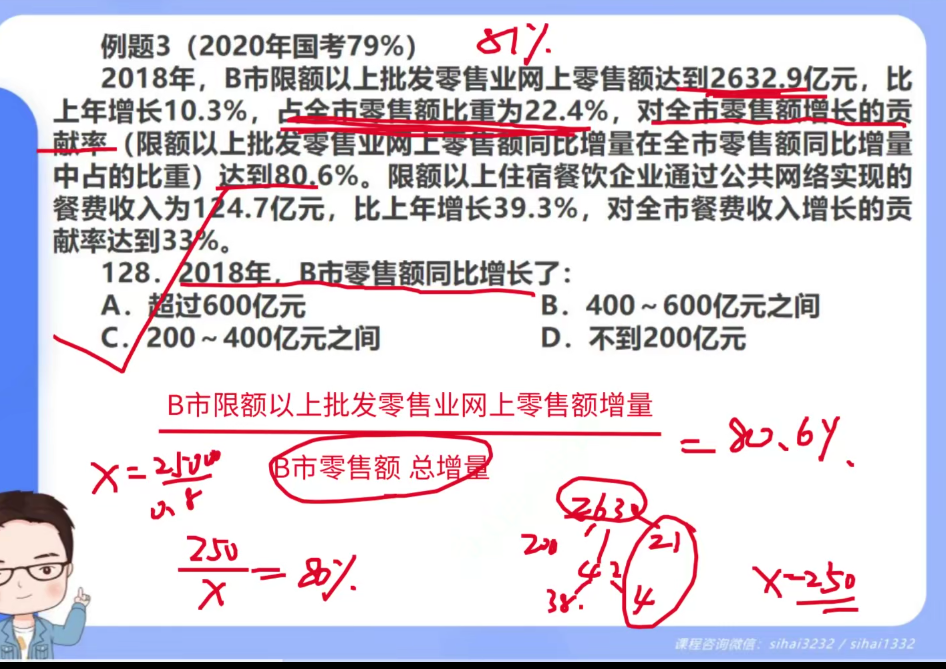 例题3（2020年国考79%） 87%
2018年，B市限额以上批发零售业网上零售额达到2632.9亿元，比
上年增长10.3%，占全市零售额比重为22.4%，对全市零售额增长的贡
献率（限额以上批发零售业网上零售额同比增量在全市零售额同比增量
中占的比重）达到80.6%。限额以上住宿餐饮企业通过公共网络实现的
餐费收入为124.7亿元，比上年增长39.3%，对全市餐费收入增长的贡
献率达到33%。
128．2018年，B市零售额同比增长了：
A．超过600亿元 B．400～600亿元
C．200～400亿元之间 D．不到200亿元
B市限额以上批发零售业网上零售额增量
= 80.6%
B市零售额 总增量
X=
0.8
263
200 21
250
X
= 80%
4 2
38. 4
X=250
课程咨询微信：sihai3232 / sihai1332